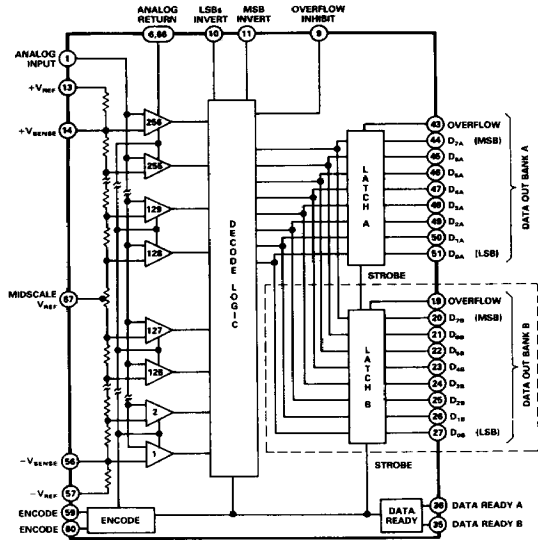 ANALOG RETURN
LSBs INVERT
MSB INVERT
OVERFLOW INHIBIT
10
11
9
ANALOG INPUT
1
+VREF
13
+VSENSE
14
MIDSCALE VREF
-VSENSE
56
-VREF
57
ENCODE
59
ENCODE
60
256
255
129
128
127
126
2
1
ENCODE
DECODE LOGIC
LATCH A
STROBE
LATCH B
STROBE
DATA READY
43 OVERFLOW
44 D7A (MSB)
45 D6A
46 D5A
47 D4A
48 D3A
49 D2A
50 D1A
51 D0A (LSB)
DATA OUT BANK A
19 OVERFLOW
20 D7B (MSB)
21 D6B
22 D5B
23 D4B
24 D3B
25 D2B
26 D1B
27 D0B (LSB)
DATA OUT BANK B
36 DATA READY A
35 DATA READY B